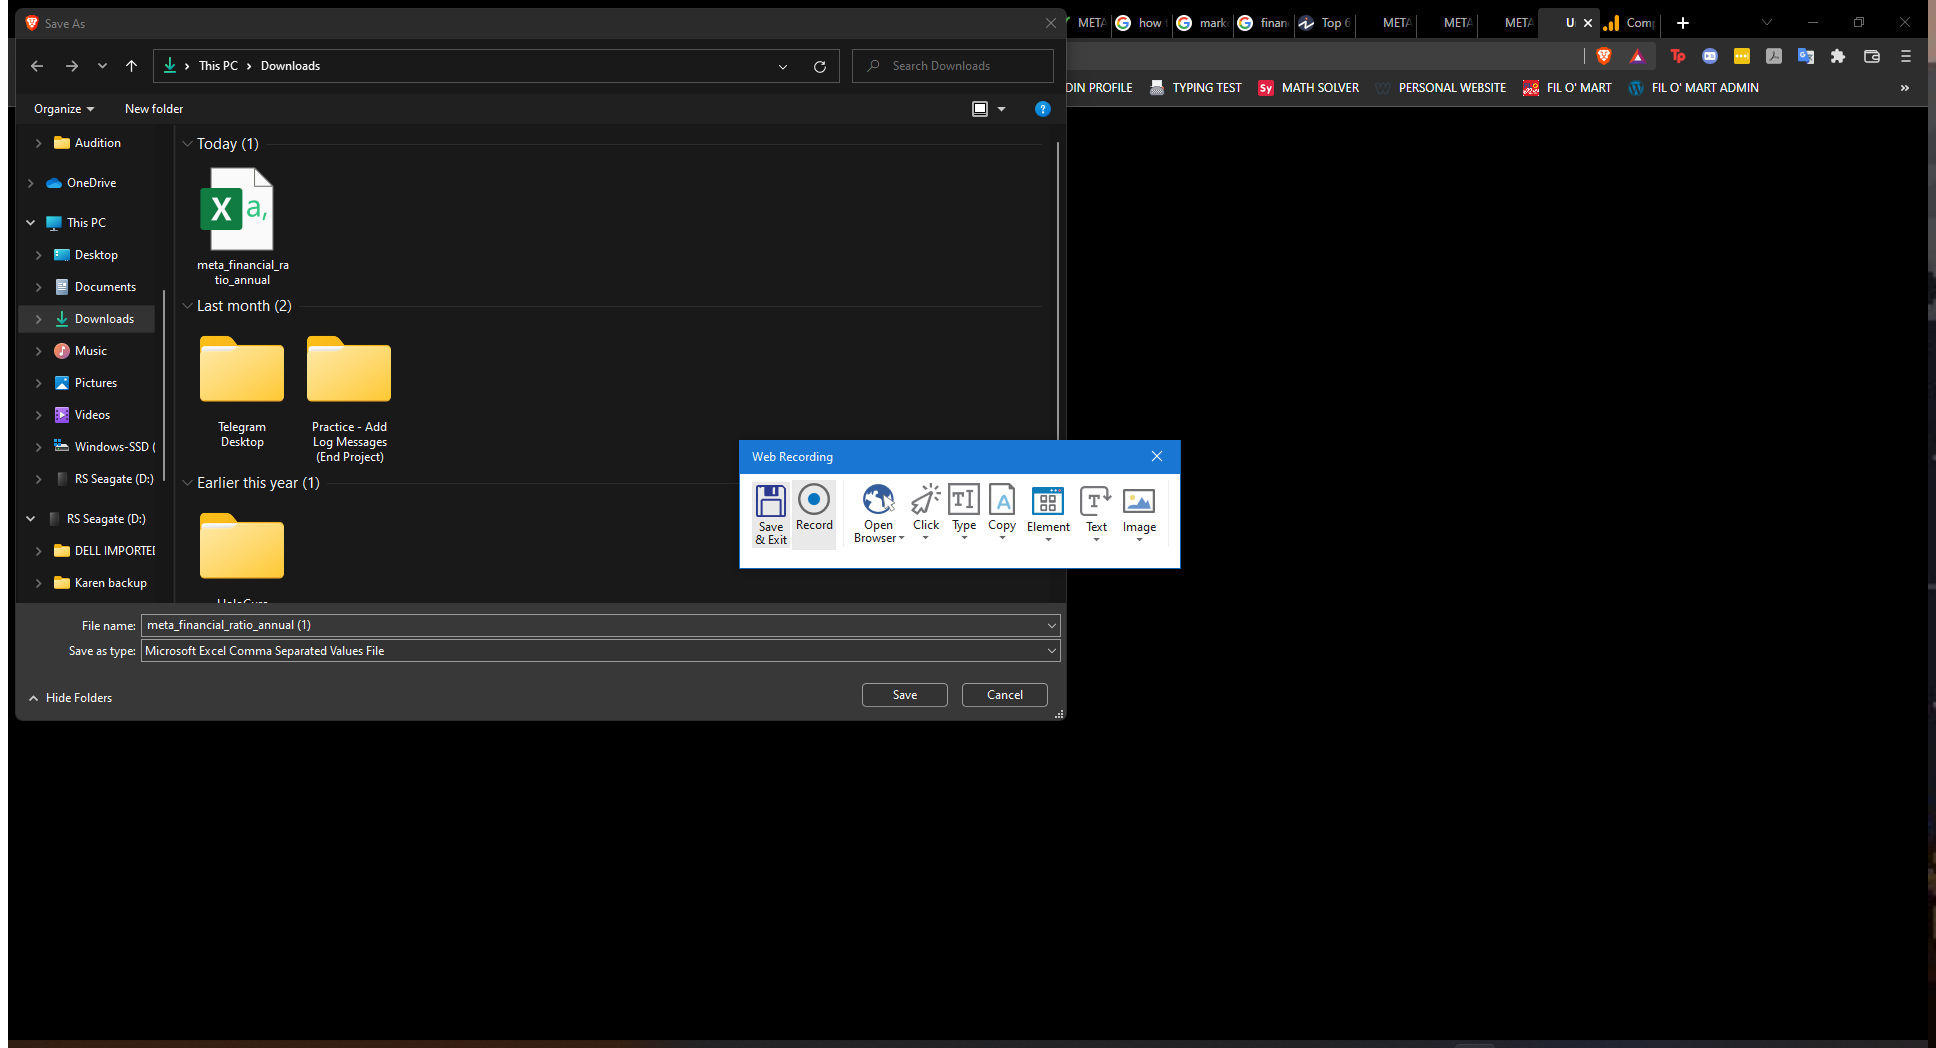 Save As
META
how
mark
finan
Top 6
META
META
META
U
Comp
This PC
Downloads
Search Downloads
DIN PROFILE
TYPING TEST
Sy
MATH SOLVER
PERSONAL WEBSITE
FIL O' MART
FIL O' MART ADMIN
Organize
New folder
Audition
OneDrive
This PC
Desktop
Documents
Downloads
Music
Pictures
Videos
Windows-SSD (
RS Seagate (D:)
RS Seagate (D:)
DELL IMPORTED
Karen backup
Today (1)
X a,
meta_financial_ra
tio_annual
Last month (2)
Telegram
Desktop
Practice - Add
Log Messages
(End Project)
Earlier this year (1)
Web Recording
Save
& Exit
Record
Open
Browser
Click
Type
Copy
Element
Text
Image
File name:
meta_financial_ratio_annual (1)
Save as type:
Microsoft Excel Comma Separated Values File
Hide Folders
Save
Cancel